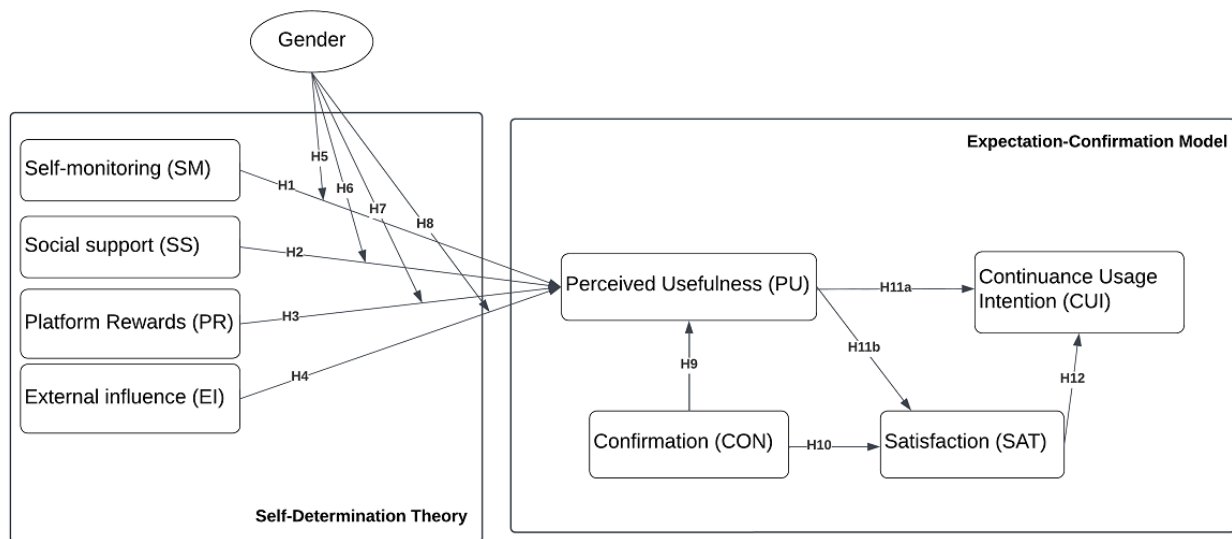 Gender
Expectation-Confirmation Model
Self-monitoring (SM)
H5
H1
H6
H7
H8
Social support (SS)
H2
Perceived Usefulness (PU)
H11a
Continuance Usage
Intention (CUI)
Platform Rewards (PR)
H3
H11b
H9
H4
H12
External influence (EI)
Confirmation (CON)
H10
Satisfaction (SAT)
Self-Determination Theory